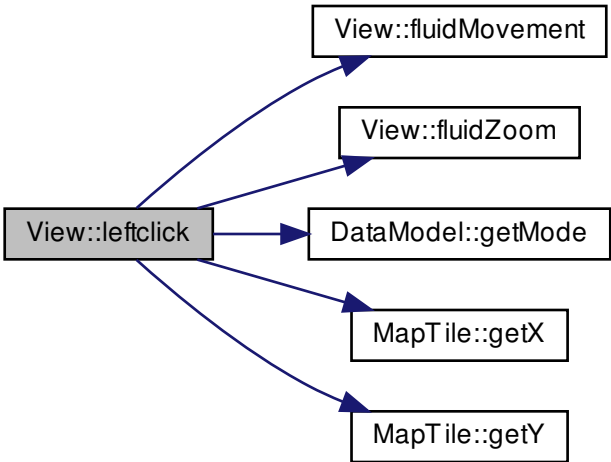 View::fluidMovement
View::fluidZoom
View::leftclick
DataModel::getMode
MapTile::getX
MapTile::getY